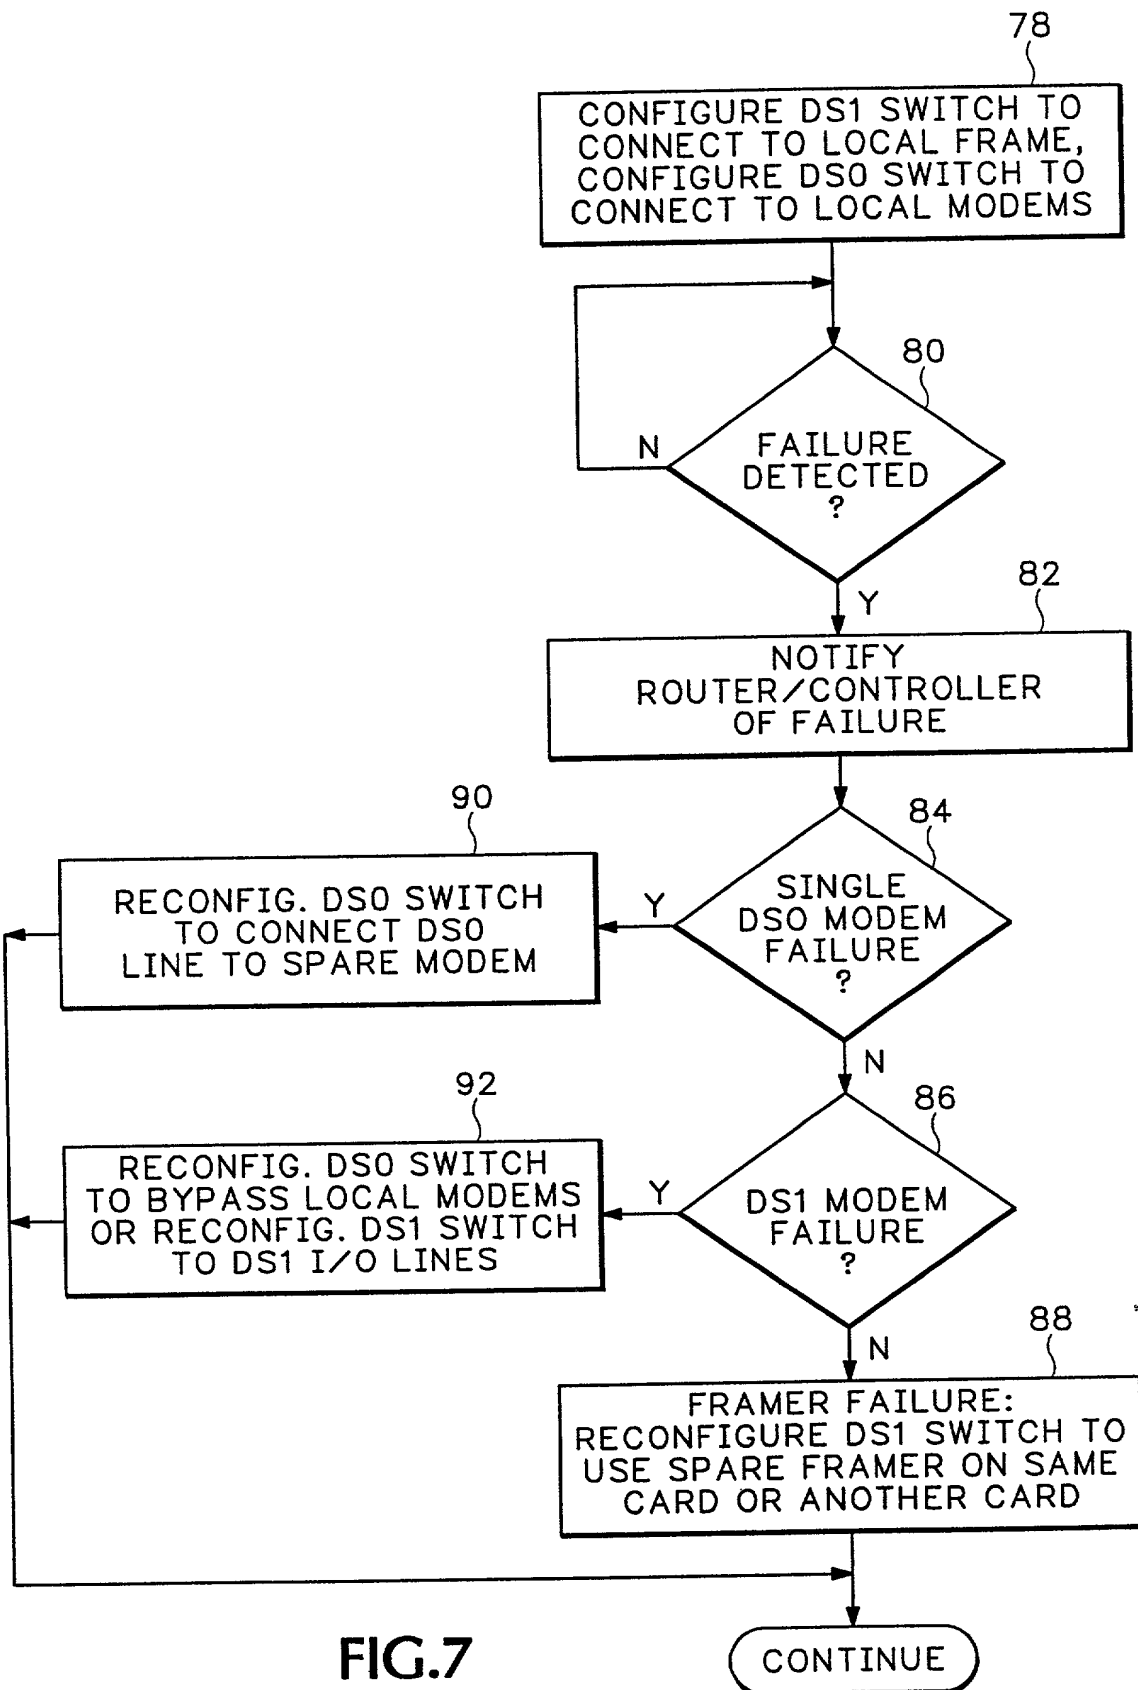 78
CONFIGURE DS1 SWITCH TO
CONNECT TO LOCAL FRAME,
CONFIGURE DS0 SWITCH TO
CONNECT TO LOCAL MODEMS
80
N
FAILURE
DETECTED
?
Y
82
NOTIFY
ROUTER/CONTROLLER
OF FAILURE
84
SINGLE
DS0 MODEM
FAILURE
?
Y
90
RECONFIG. DS0 SWITCH
TO CONNECT DS0
LINE TO SPARE MODEM
N
86
DS1 MODEM
FAILURE
?
Y
92
RECONFIG. DS0 SWITCH
TO BYPASS LOCAL MODEMS
OR RECONFIG. DS1 SWITCH
TO DS1 I/O LINES
N
88
FRAMER FAILURE:
RECONFIGURE DS1 SWITCH TO
USE SPARE FRAMER ON SAME
CARD OR ANOTHER CARD
CONTINUE
FIG.7